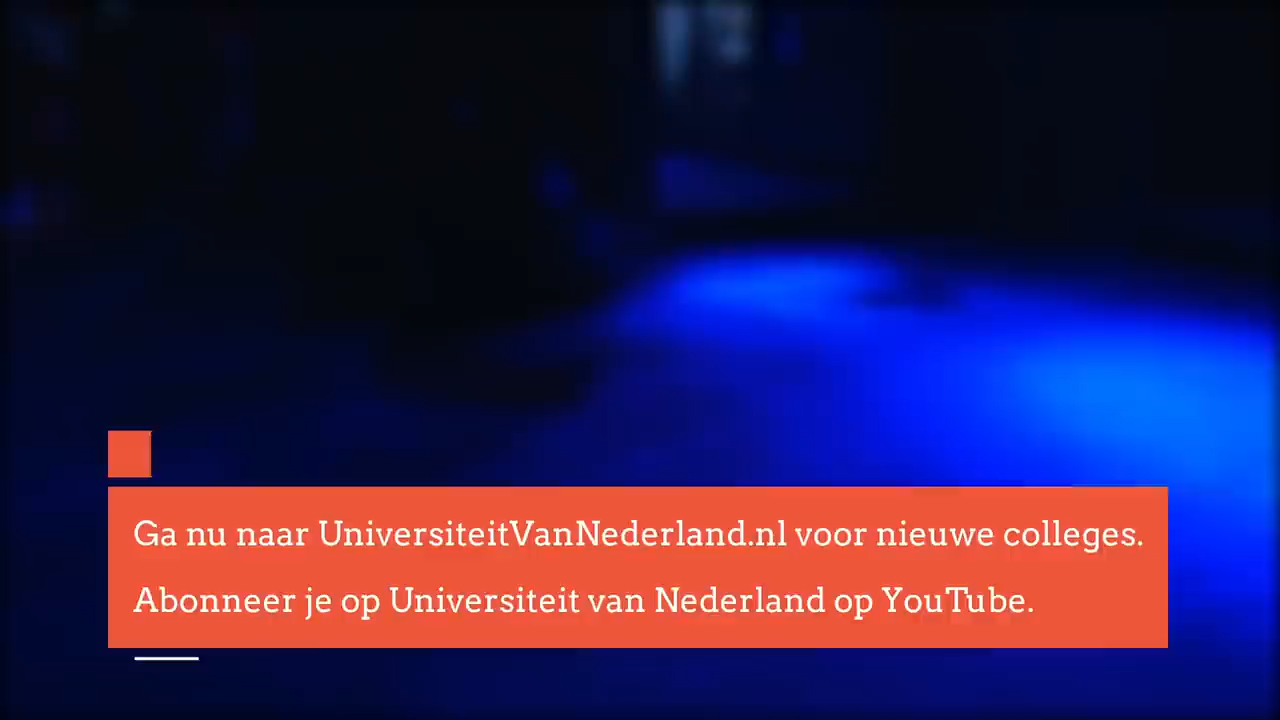 Ga nu naar UniversiteitVanNederland.nl voor nieuwe colleges.
Abonneer je op Universiteit van Nederland op YouTube.